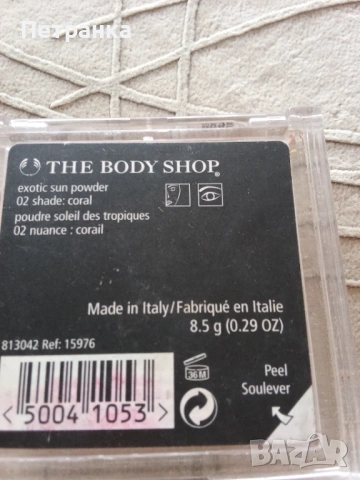 Петранка
THE BODY SHOP®
exotic sun powder
02 shade: coral
poudre soleil des tropiques
02 nuance : corail
Made in Italy/Fabriqué en Italie
8.5 g (0.29 OZ)
813042 Ref: 15976
36M
Peel
Soulever
<5004 1053>
BAZAR